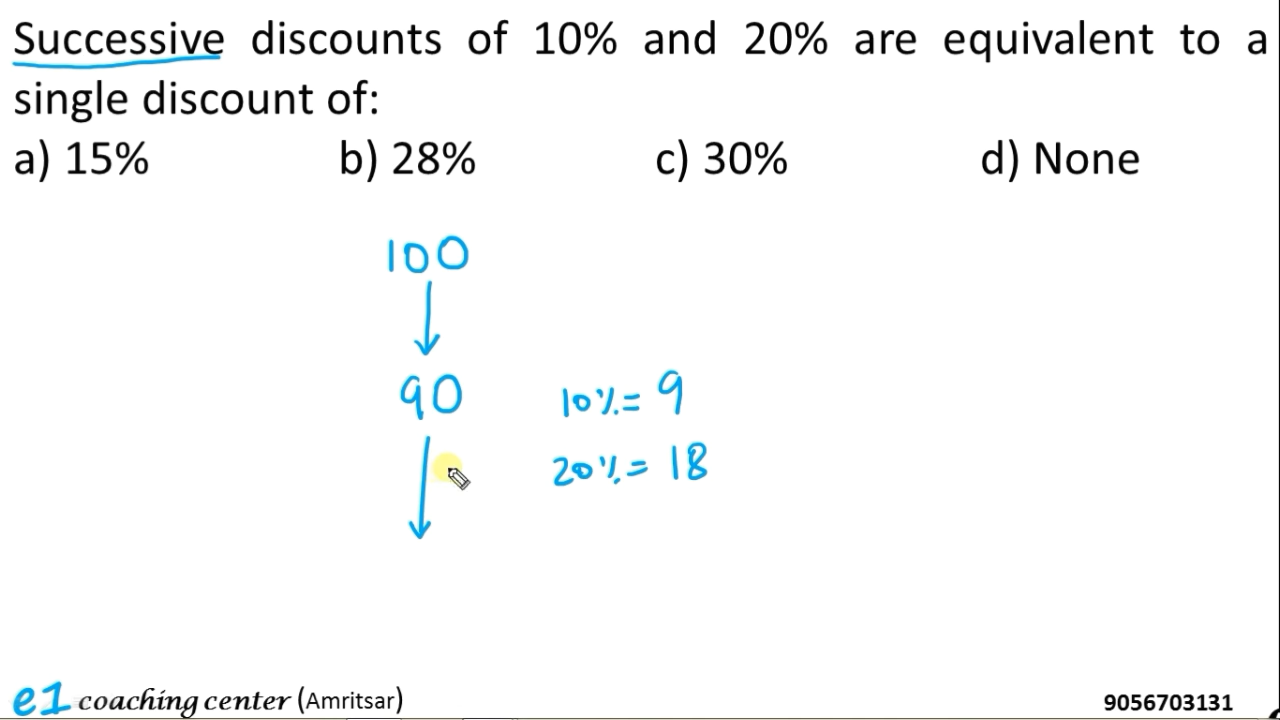 Successive discounts of 10% and 20% are equivalent to a
single discount of:
a) 15% b) 28% c) 30% d) None
100
90 10%= 9
20%= 18
e1 coaching center (Amritsar) 9056703131